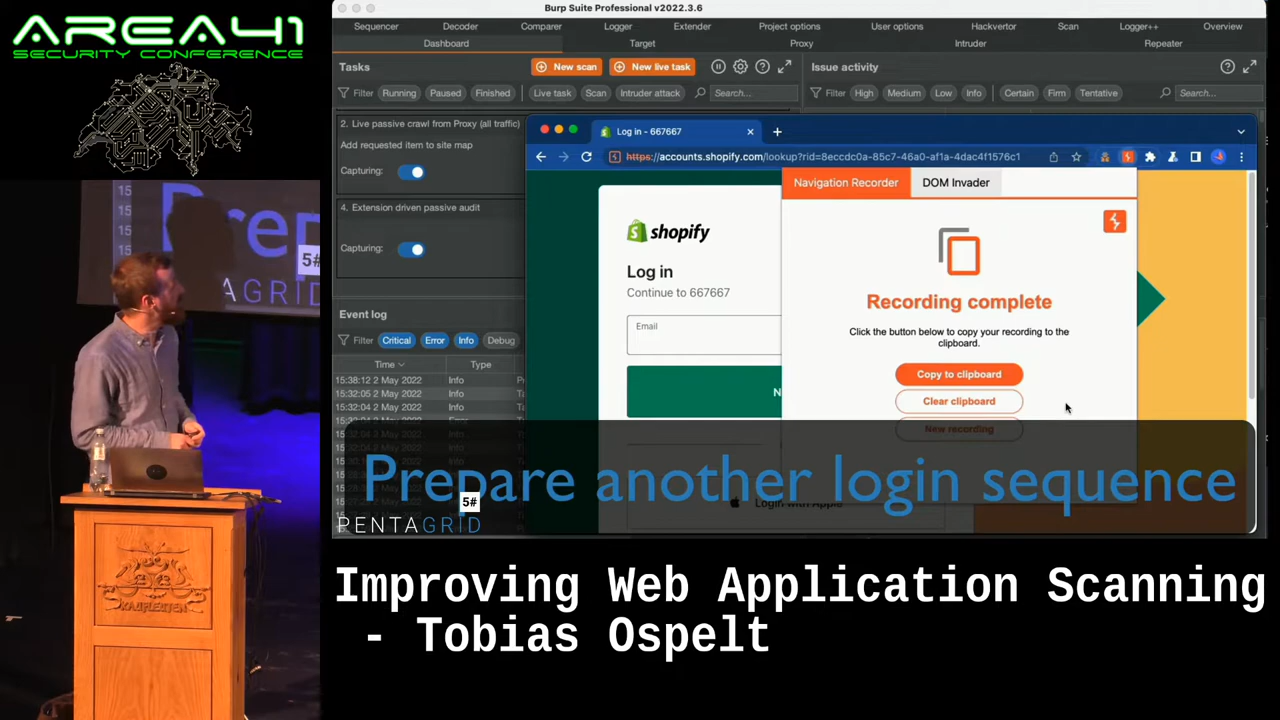 AREA41
SECURITY CONFERENCE
Burp Suite Professional v2022.3.6
Sequencer Decoder Comparer Logger Extender Project options User options Hackvertor Scan Logger++ Overview
Dashboard Target Proxy Intruder Repeater
Tasks New scan New live task
Filter Running Paused Finished Live task Scan Intruder attack Search...
Issue activity
Filter High Medium Low Info Certain Firm Tentative Search...
2. Live passive crawl from Proxy (all traffic)
Add requested item to site map
Capturing:
4. Extension driven passive audit
Capturing:
Event log
Filter Critical Error Info Debug
Time Type
15:38:12 2 May 2022 Info
15:32:05 2 May 2022 Info
15:32:04 2 May 2022 Info
Log in - 667667
https://accounts.shopify.com/lookup?rid=8eccdc0a-85c7-46a0-af1a-4dac4f1576c1
shopify
Log in
Continue to 667667
Email
N
Login with Apple
Navigation Recorder DOM Invader
Recording complete
Click the button below to copy your recording to the
clipboard.
Copy to clipboard
Clear clipboard
New recording
Prepare another login sequence
5#
PENTAGRID
Prep
5#
AGRID
KAUFLEUTEN
Improving Web Application Scanning
- Tobias Ospelt